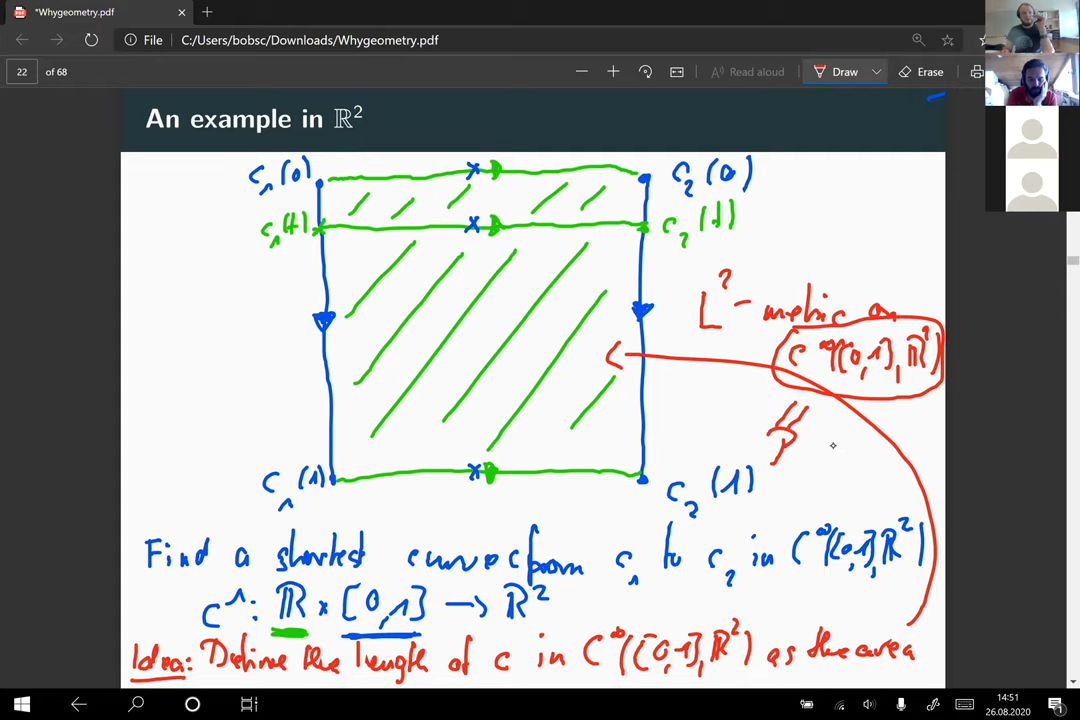 *Whygeometry.pdf
File C:/Users/bobsc/Downloads/Whygeometry.pdf
22 of 68 Read aloud Draw Erase
An example in ℝ²
c₁(0) c₂(0)
c₁(t) c₂(t)
L²-metric on
C^∞([0,1],ℝ²)
c₁(1) c₂(1)
Find a shortest curve from c₁ to c₂ in C^∞([0,1],ℝ²)
c^: ℝ × [0,1] → ℝ²
Idea: Define the length of c in C^∞([0,1],ℝ²) as the area
14:51
26.08.2020